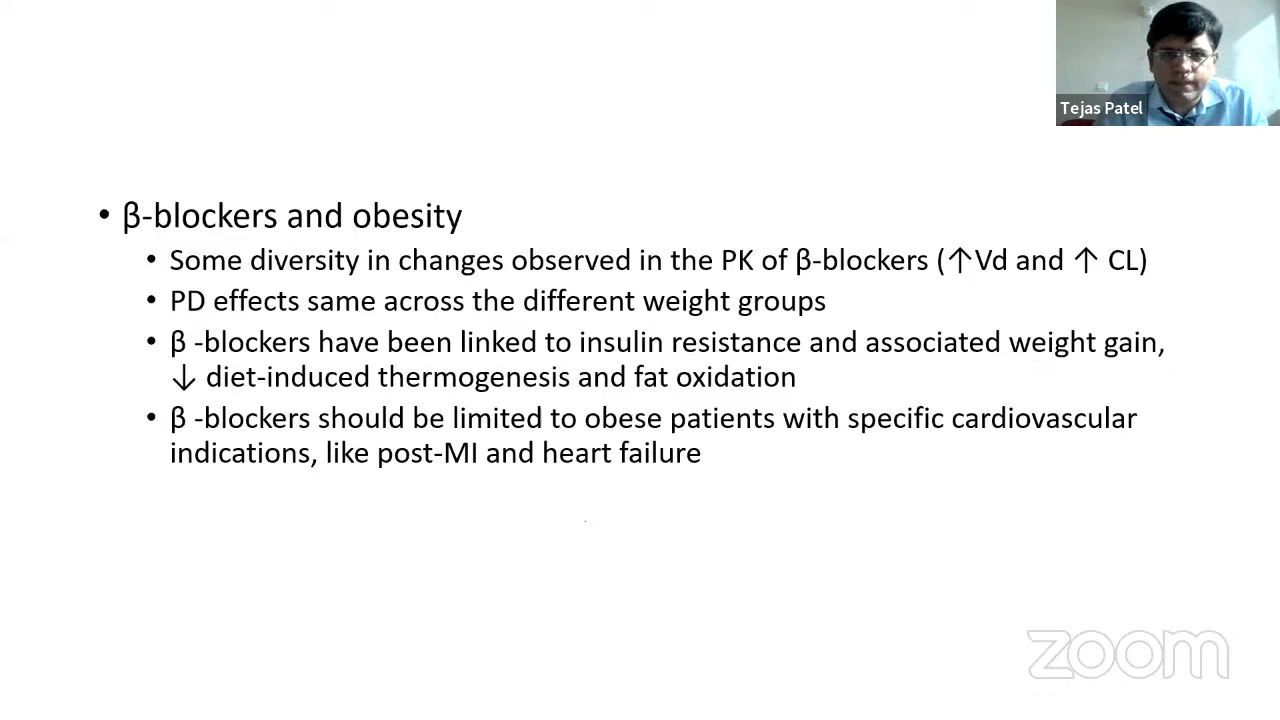 Tejas Patel
• β-blockers and obesity
• Some diversity in changes observed in the PK of β-blockers (↑Vd and ↑ CL)
• PD effects same across the different weight groups
• β -blockers have been linked to insulin resistance and associated weight gain,
↓ diet-induced thermogenesis and fat oxidation
• β -blockers should be limited to obese patients with specific cardiovascular
indications, like post-MI and heart failure
zoom